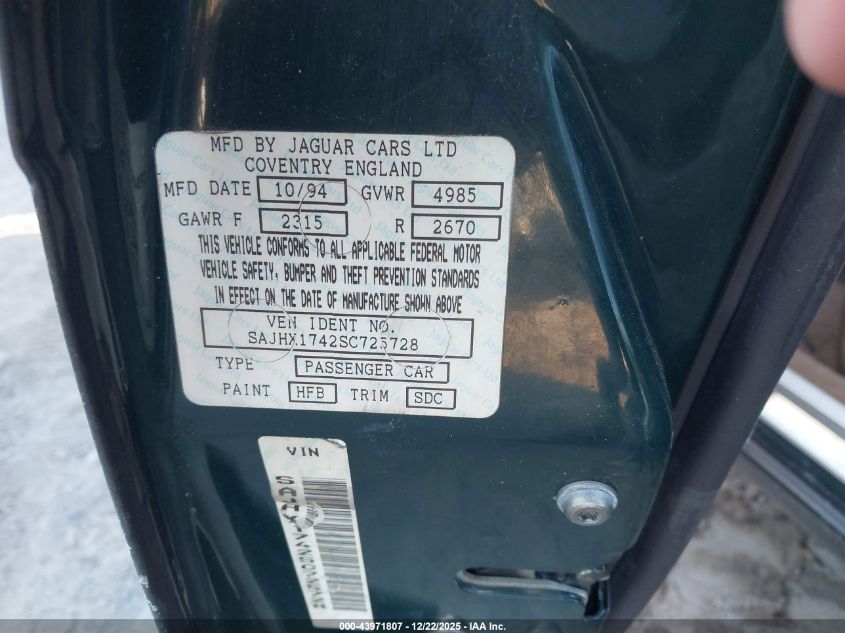 MFD BY JAGUAR CARS LTD
COVENTRY ENGLAND
MFD DATE 10/94 GVWR 4985
GAWR F 2315 R 2670
THIS VEHICLE CONFORMS TO ALL APPLICABLE FEDERAL MOTOR
VEHICLE SAFETY, BUMPER AND THEFT PREVENTION STANDARDS
IN EFFECT ON THE DATE OF MANUFACTURE SHOWN ABOVE
VEH IDENT NO.
SAJHX1742SC725728
TYPE PASSENGER CAR
PAINT HFB TRIM SDC
VIN
000-43971807 - 12/22/2025 - IAA Inc.